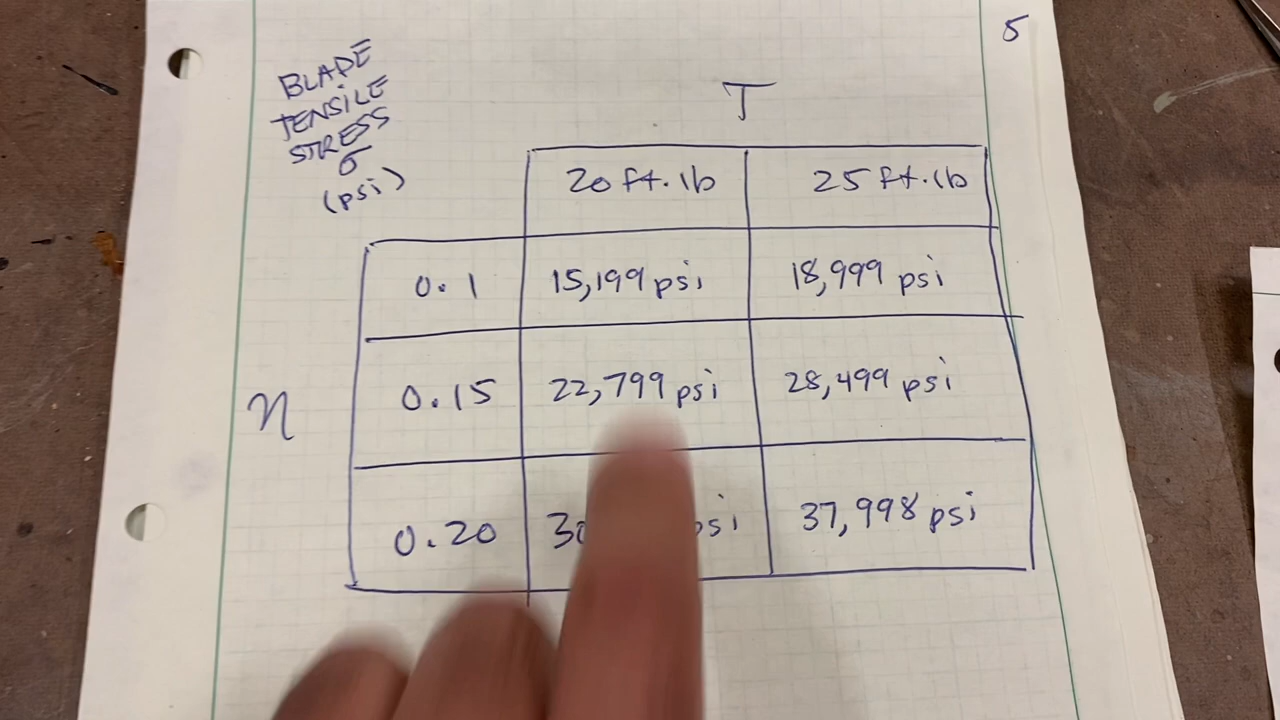 5
BLADE
TENSILE
STRESS
σ
(psi)
T
20 ft.lb 25 ft.lb
0.1 15,199 psi 18,999 psi
η 0.15 22,799 psi 28,499 psi
0.20 psi 37,998 psi